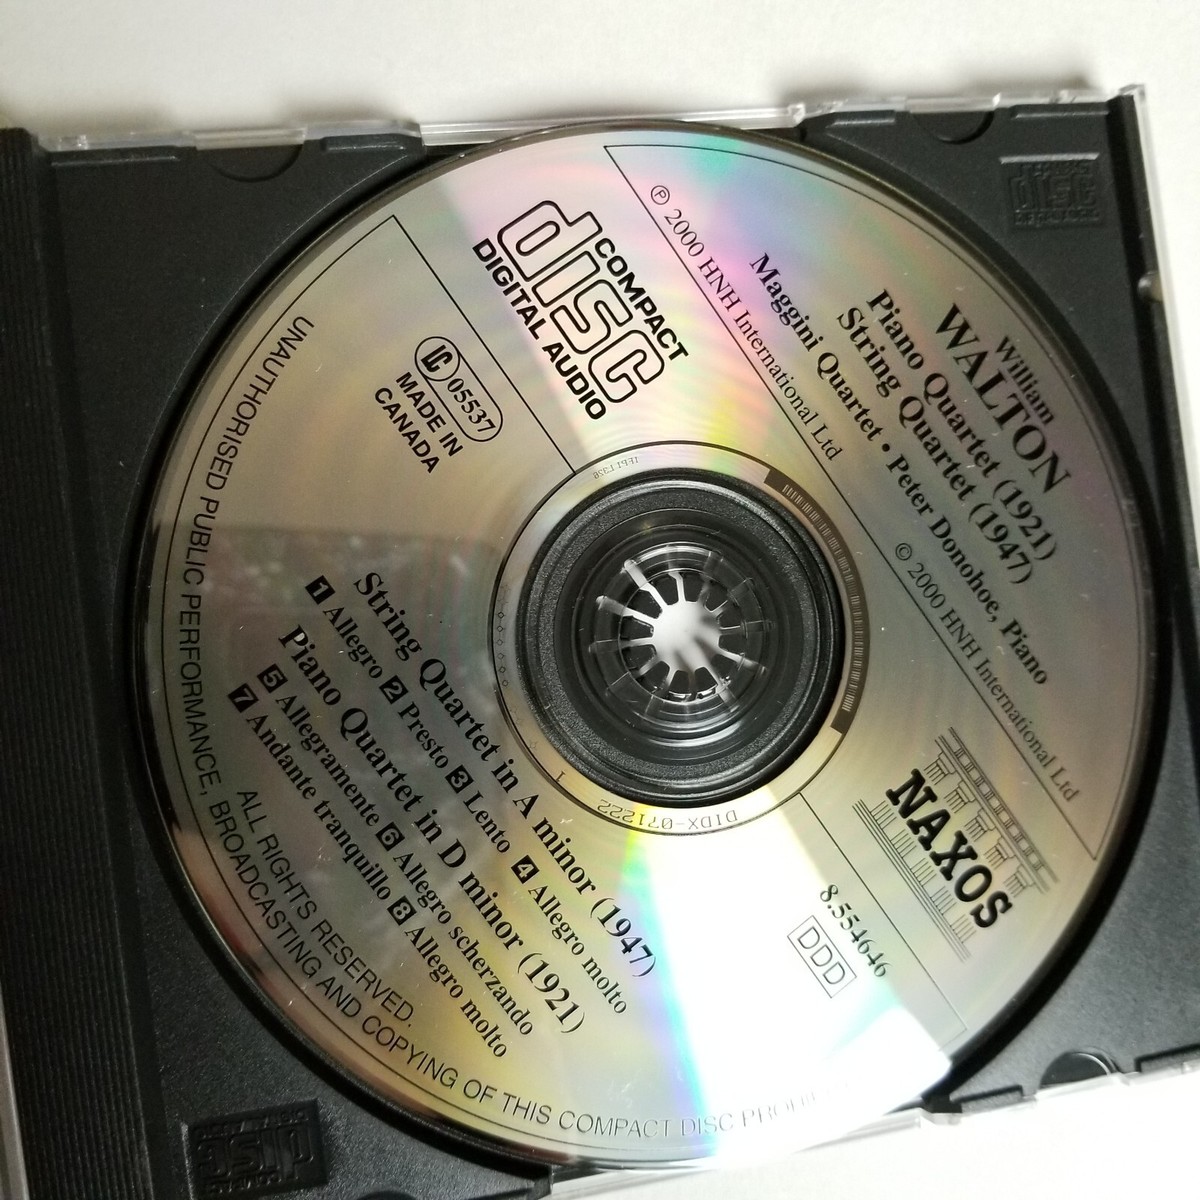 William
WALTON
Piano Quartet (1921)
String Quartet (1947)
Maggini Quartet • Peter Donohoe, Piano
℗ 2000 HNH International Ltd
© 2000 HNH International Ltd
COMPACT
disc
DIGITAL AUDIO
LC 05537
MADE IN
CANADA
NAXOS
8.554646
DDD
String Quartet in A minor (1947)
1 Allegro 2 Presto 3 Lento 4 Allegro molto
Piano Quartet in D minor (1921)
5 Allegramente 6 Allegro scherzando
7 Andante tranquillo 8 Allegro molto
ALL RIGHTS RESERVED.
UNAUTHORISED PUBLIC PERFORMANCE, BROADCASTING AND COPYING OF THIS COMPACT DISC
DIDX-071222 1
disc
disc